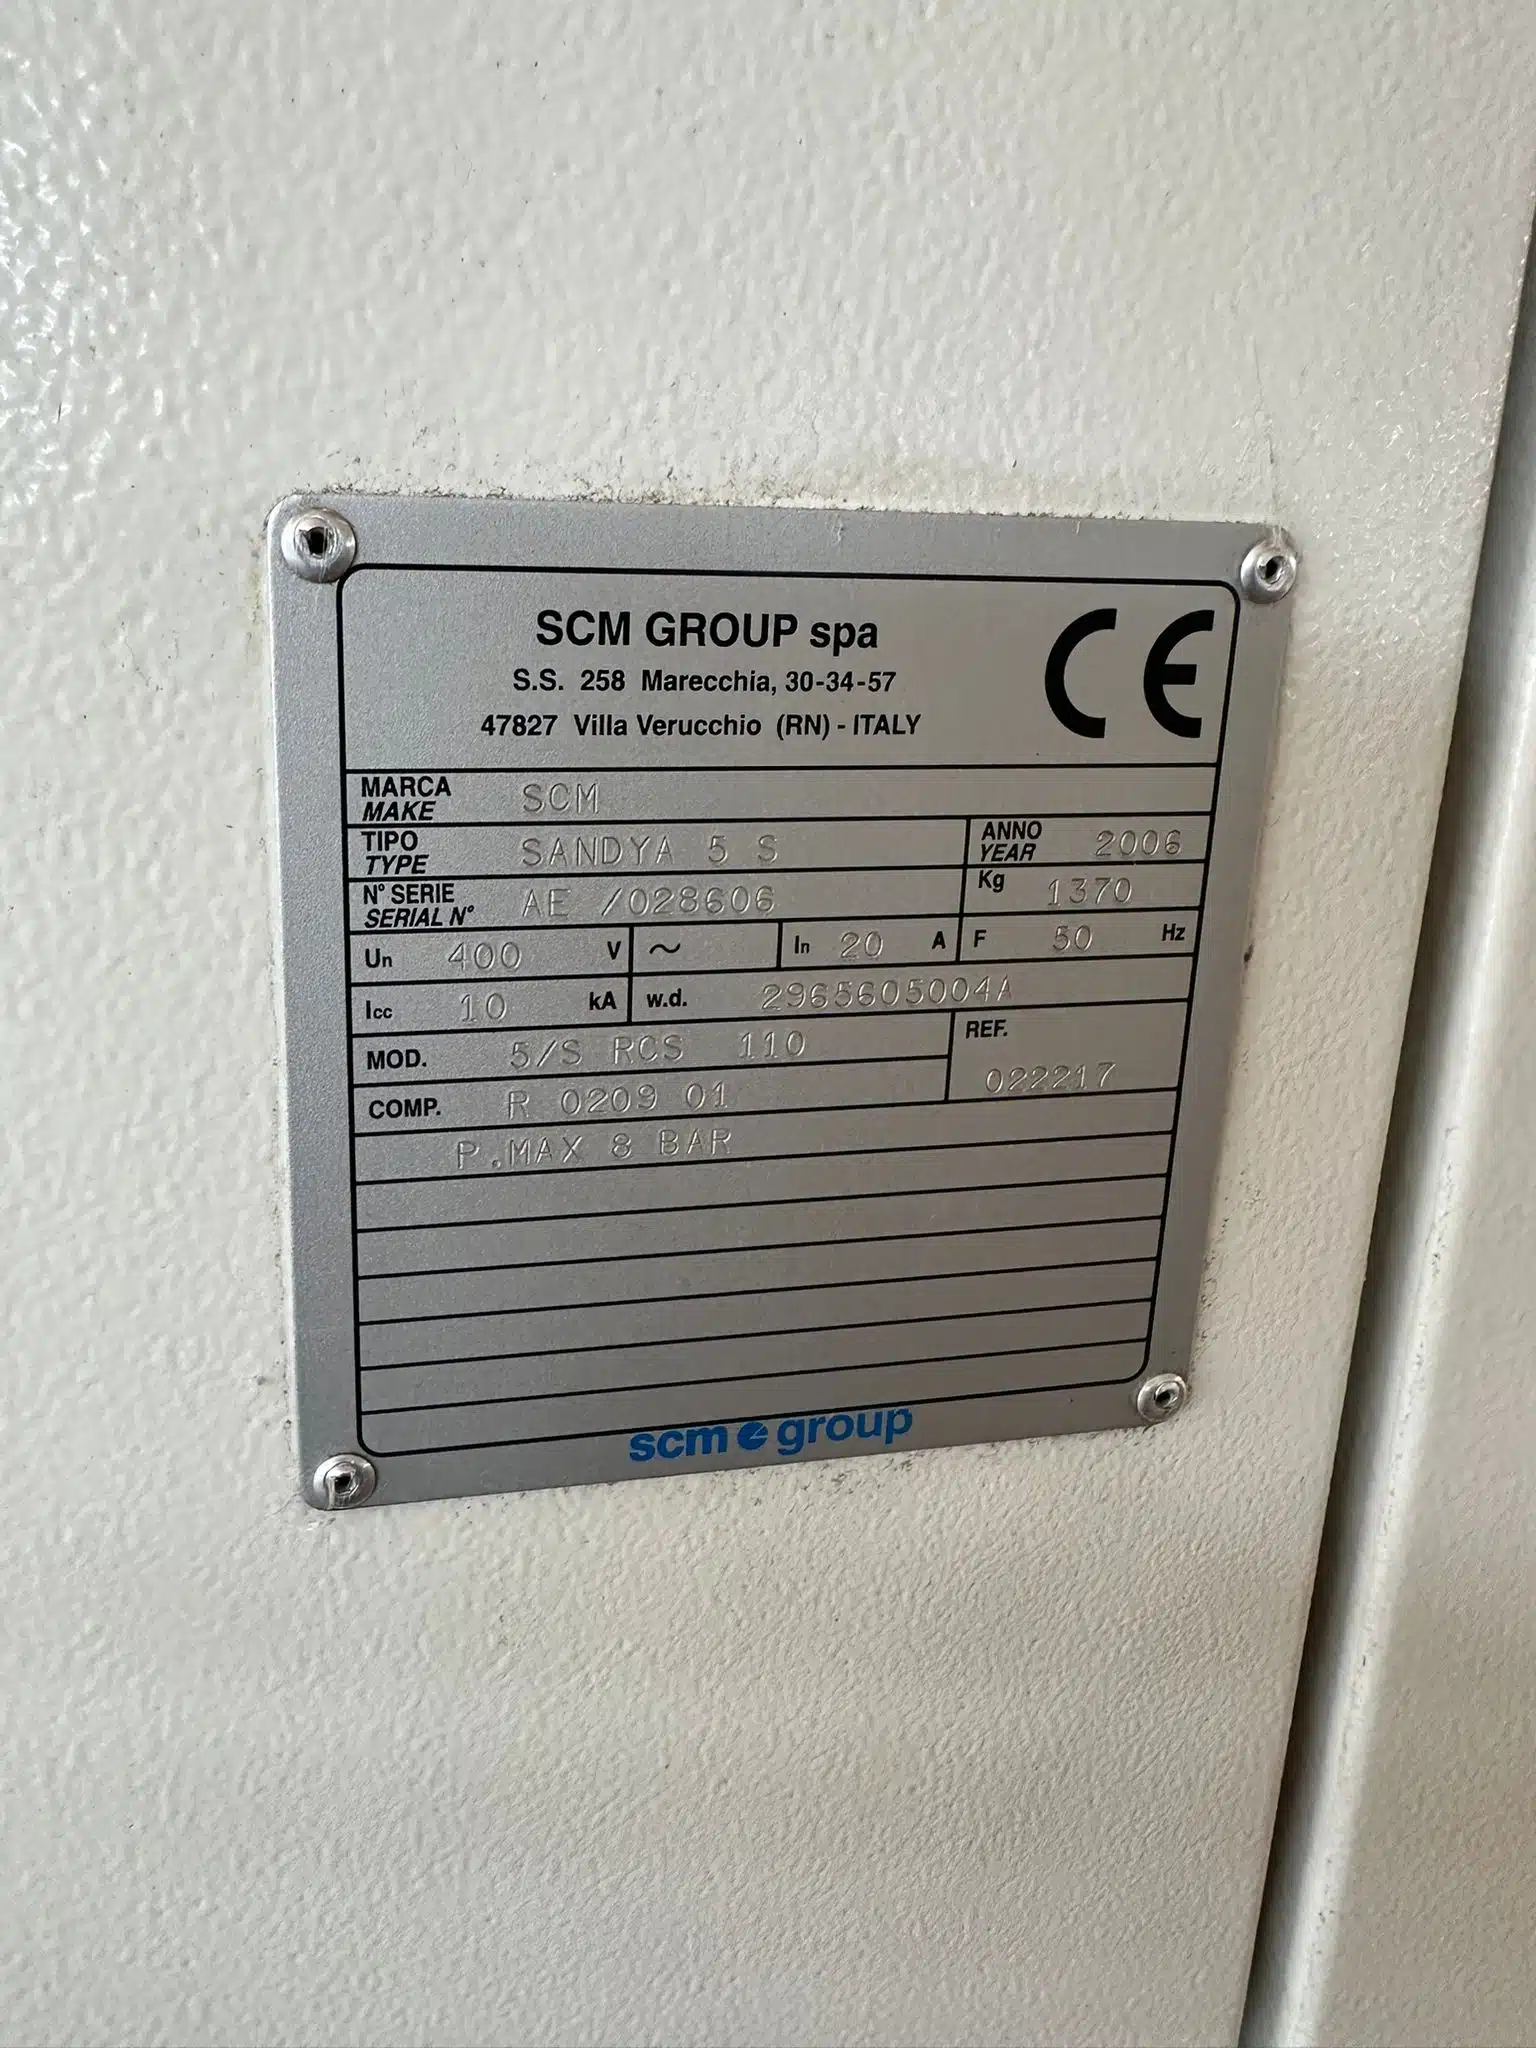 SCM GROUP spa
S.S. 258 Marecchia, 30-34-57
47827 Villa Verucchio (RN) - ITALY
CE
MARCA
MAKE SCM
TIPO
TYPE SANDYA 5 S
ANNO
YEAR 2006
N° SERIE
SERIAL N° AE /028606
Kg 1370
Un 400 V ~ In 20 A F 50 Hz
Icc 10 kA w.d. 2965605004A
MOD. 5/S RCS 110
REF.
022217
COMP. R 0209 01
P.MAX 8 BAR
scm group